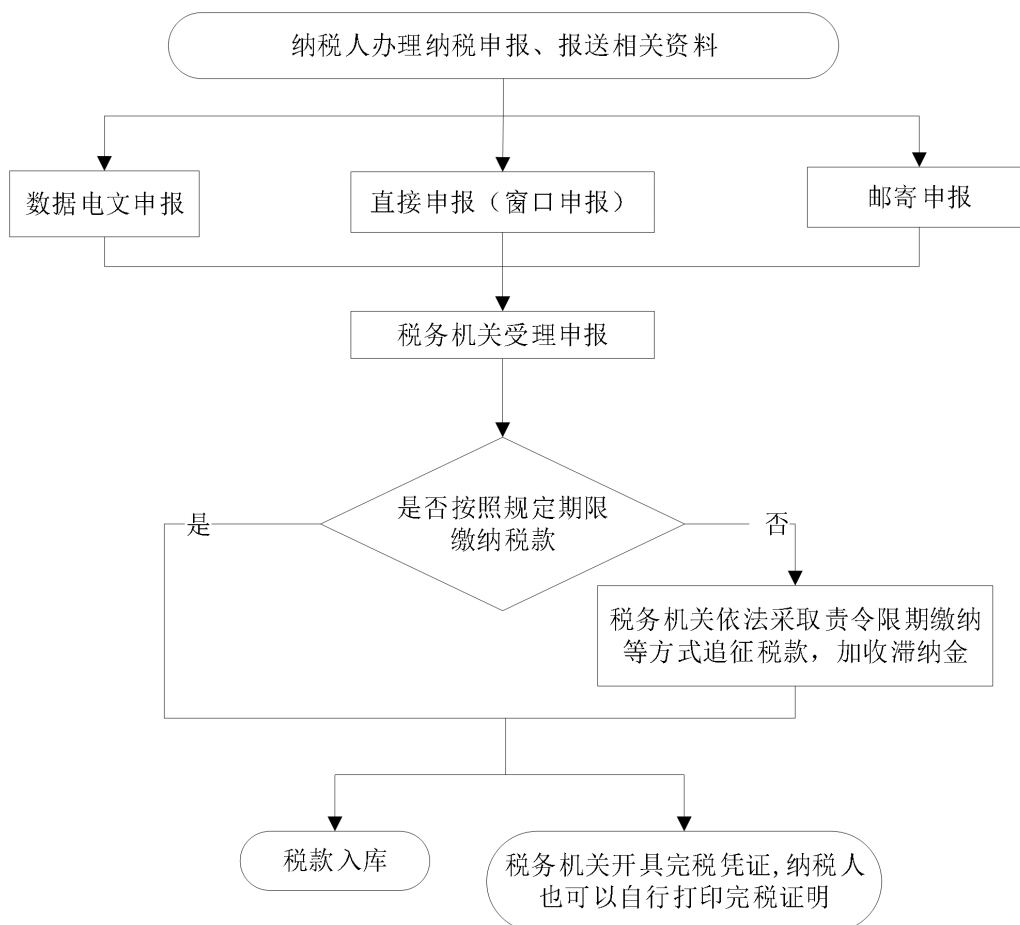 纳税人办理纳税申报、报送相关资料
数据电文申报
直接申报（窗口申报）
邮寄申报
税务机关受理申报
是否按照规定期限
缴纳税款
是
否
税务机关依法采取责令限期缴纳
等方式追征税款，加收滞纳金
税款入库
税务机关开具完税凭证,纳税人
也可以自行打印完税证明